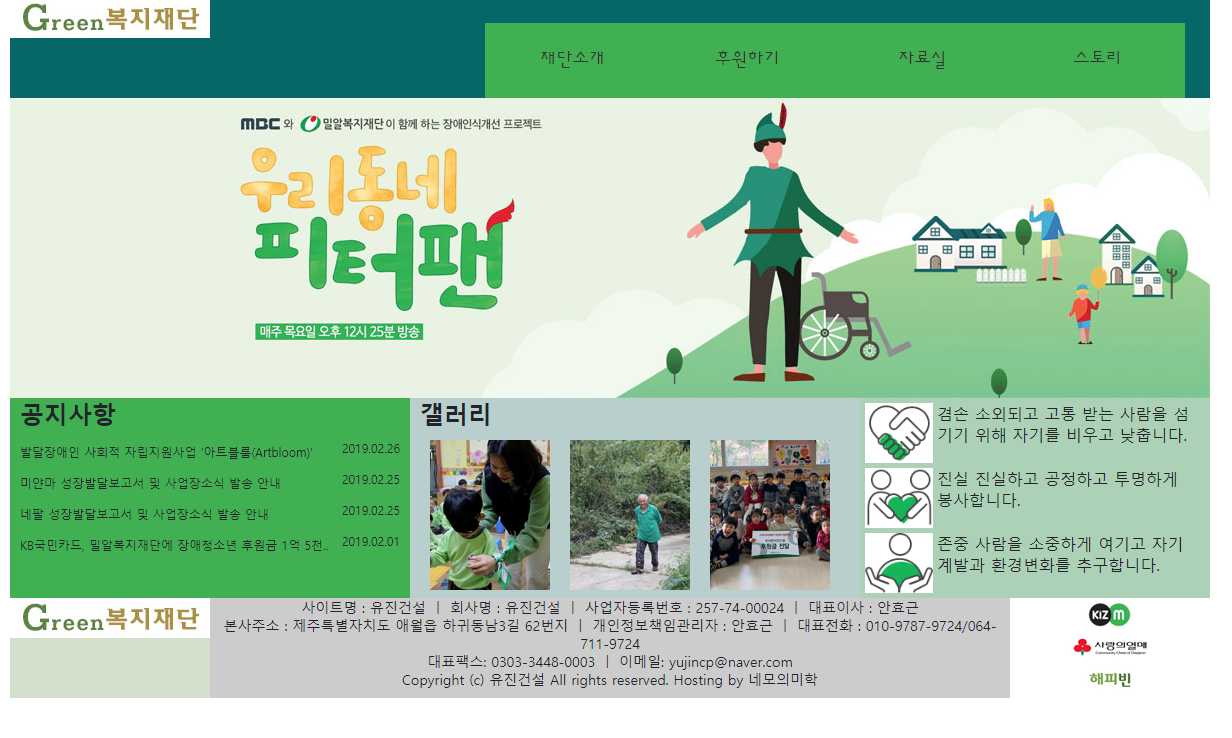 Green복지재단
재단소개 후원하기 자료실 스토리
MBC 와 밀알복지재단 이 함께 하는 장애인식개선 프로젝트
우리동네
피터팬
매주 목요일 오후 12시 25분 방송
공지사항
발달장애인 사회적 자립지원사업 '아트블룸(Artbloom)' 2019.02.26
미얀마 성장발달보고서 및 사업장소식 발송 안내 2019.02.25
네팔 성장발달보고서 및 사업장소식 발송 안내 2019.02.25
KB국민카드, 밀알복지재단에 장애청소년 후원금 1억 5천.. 2019.02.01
갤러리
후원금 전달
겸손 소외되고 고통 받는 사람을 섬
기기 위해 자기를 비우고 낮춥니다.
진실 진실하고 공정하고 투명하게
봉사합니다.
존중 사람을 소중하게 여기고 자기
계발과 환경변화를 추구합니다.
Green복지재단
사이트명 : 유진건설 ㅣ 회사명 : 유진건설 ㅣ 사업자등록번호 : 257-74-00024 ㅣ 대표이사 : 안효근
본사주소 : 제주특별자치도 애월읍 하귀동남3길 62번지 ㅣ 개인정보책임관리자 : 안효근 ㅣ 대표전화 : 010-9787-9724/064-
711-9724
대표팩스: 0303-3448-0003 ㅣ 이메일: yujincp@naver.com
Copyright (c) 유진건설 All rights reserved. Hosting by 네모의미학
KIZM
사랑의열매
해피빈